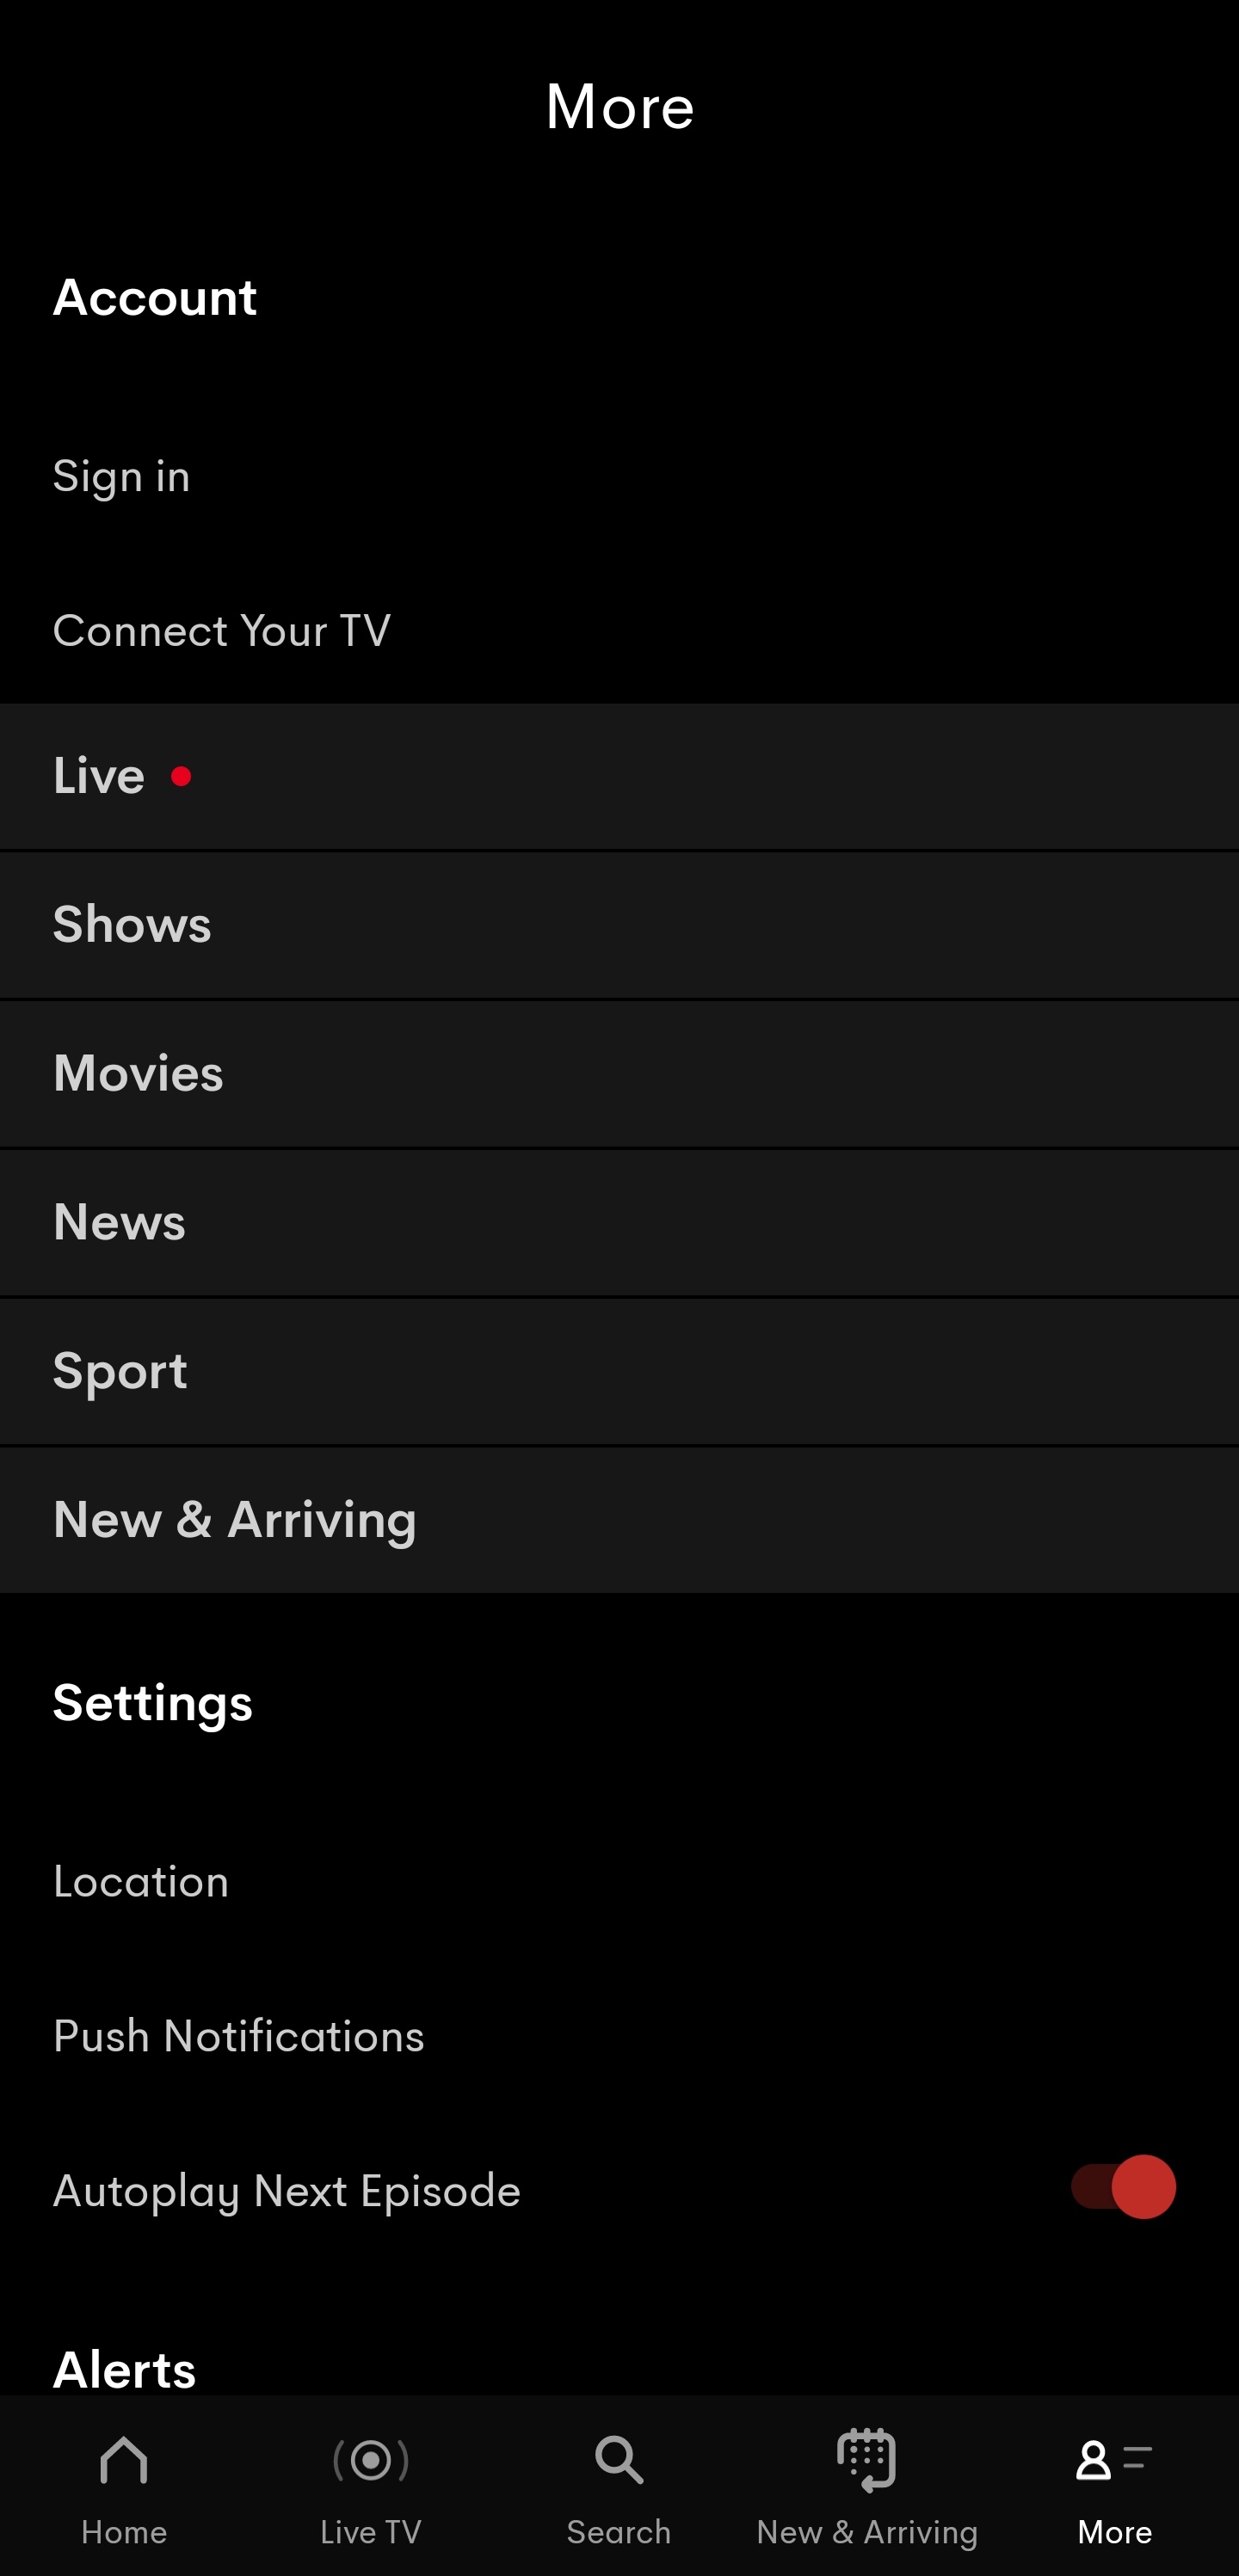 More
Account
Sign in
Connect Your TV
Live
Shows
Movies
News
Sport
New & Arriving
Settings
Location
Push Notifications
Autoplay Next Episode
Alerts
Home
Live TV
Search
New & Arriving
More